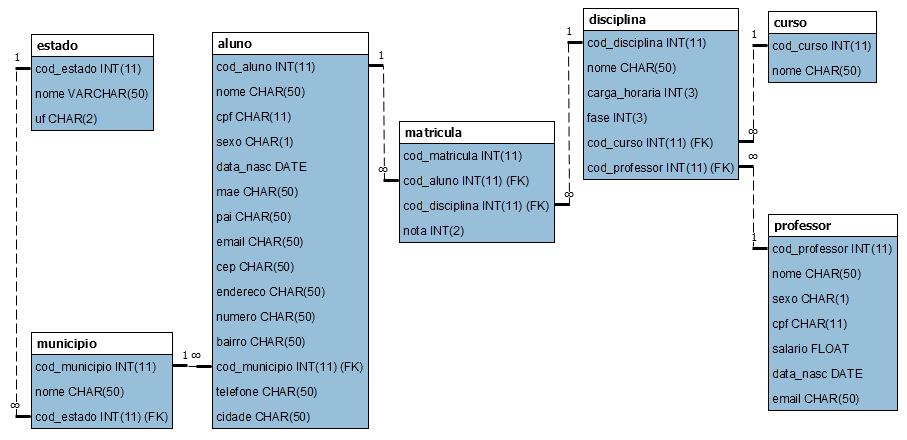 estado
cod_estado INT(11)
nome VARCHAR(50)
uf CHAR(2)
1
∞
municipio
cod_municipio INT(11)
nome CHAR(50)
cod_estado INT(11) (FK)
1
∞
aluno
cod_aluno INT(11)
nome CHAR(50)
cpf CHAR(11)
sexo CHAR(1)
data_nasc DATE
mae CHAR(50)
pai CHAR(50)
email CHAR(50)
cep CHAR(50)
endereco CHAR(50)
numero CHAR(50)
bairro CHAR(50)
cod_municipio INT(11) (FK)
telefone CHAR(50)
cidade CHAR(50)
1
∞
matricula
cod_matricula INT(11)
cod_aluno INT(11) (FK)
cod_disciplina INT(11) (FK)
nota INT(2)
1
∞
disciplina
cod_disciplina INT(11)
nome CHAR(50)
carga_horaria INT(3)
fase INT(3)
cod_curso INT(11) (FK)
cod_professor INT(11) (FK)
1
∞
∞
1
curso
cod_curso INT(11)
nome CHAR(50)
professor
cod_professor INT(11)
nome CHAR(50)
sexo CHAR(1)
cpf CHAR(11)
salario FLOAT
data_nasc DATE
email CHAR(50)